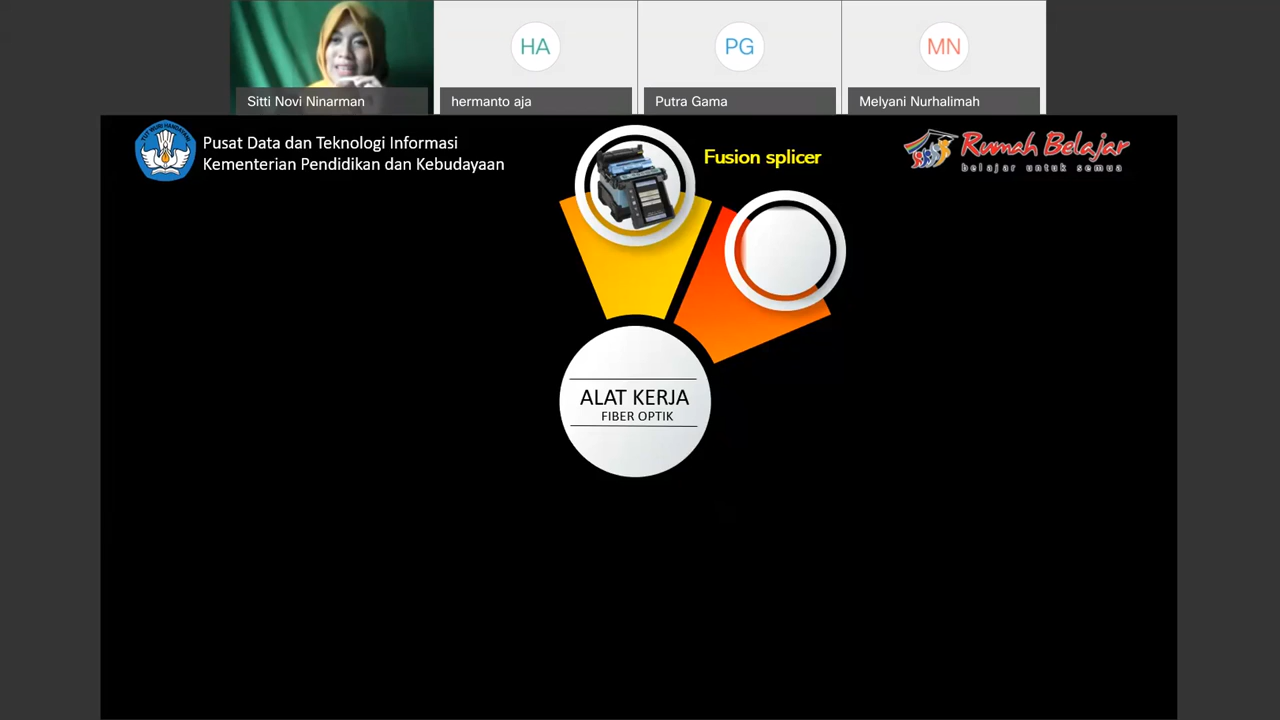 HA
PG
MN
Sitti Novi Ninarman
hermanto aja
Putra Gama
Melyani Nurhalimah
Pusat Data dan Teknologi Informasi
Kementerian Pendidikan dan Kebudayaan
Fusion splicer
Rumah Belajar
belajar untuk semua
ALAT KERJA
FIBER OPTIK